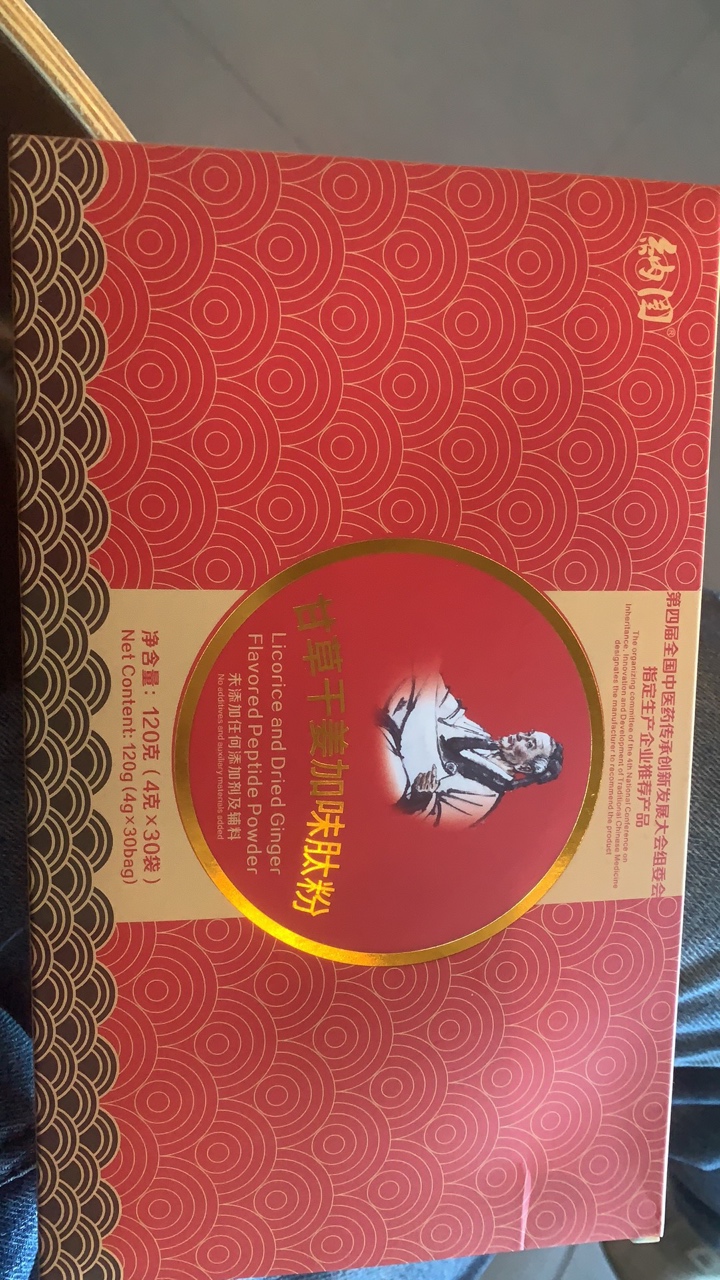 納国®
第四届全国中医药传承创新发展大会组委会
指定生产企业推荐产品
The organizing committee of the 4th National Conference on
Inheritance, Innovation and Development of Traditional Chinese Medicine
designates the manufacturer to recommend the product
甘草干姜加味肽粉
Licorice and Dried Ginger
Flavored Peptide Powder
未添加任何添加剂及辅料
No additives and auxiliary materials added
净含量：120克（4克×30袋）
Net Content: 120g(4g×30bag)